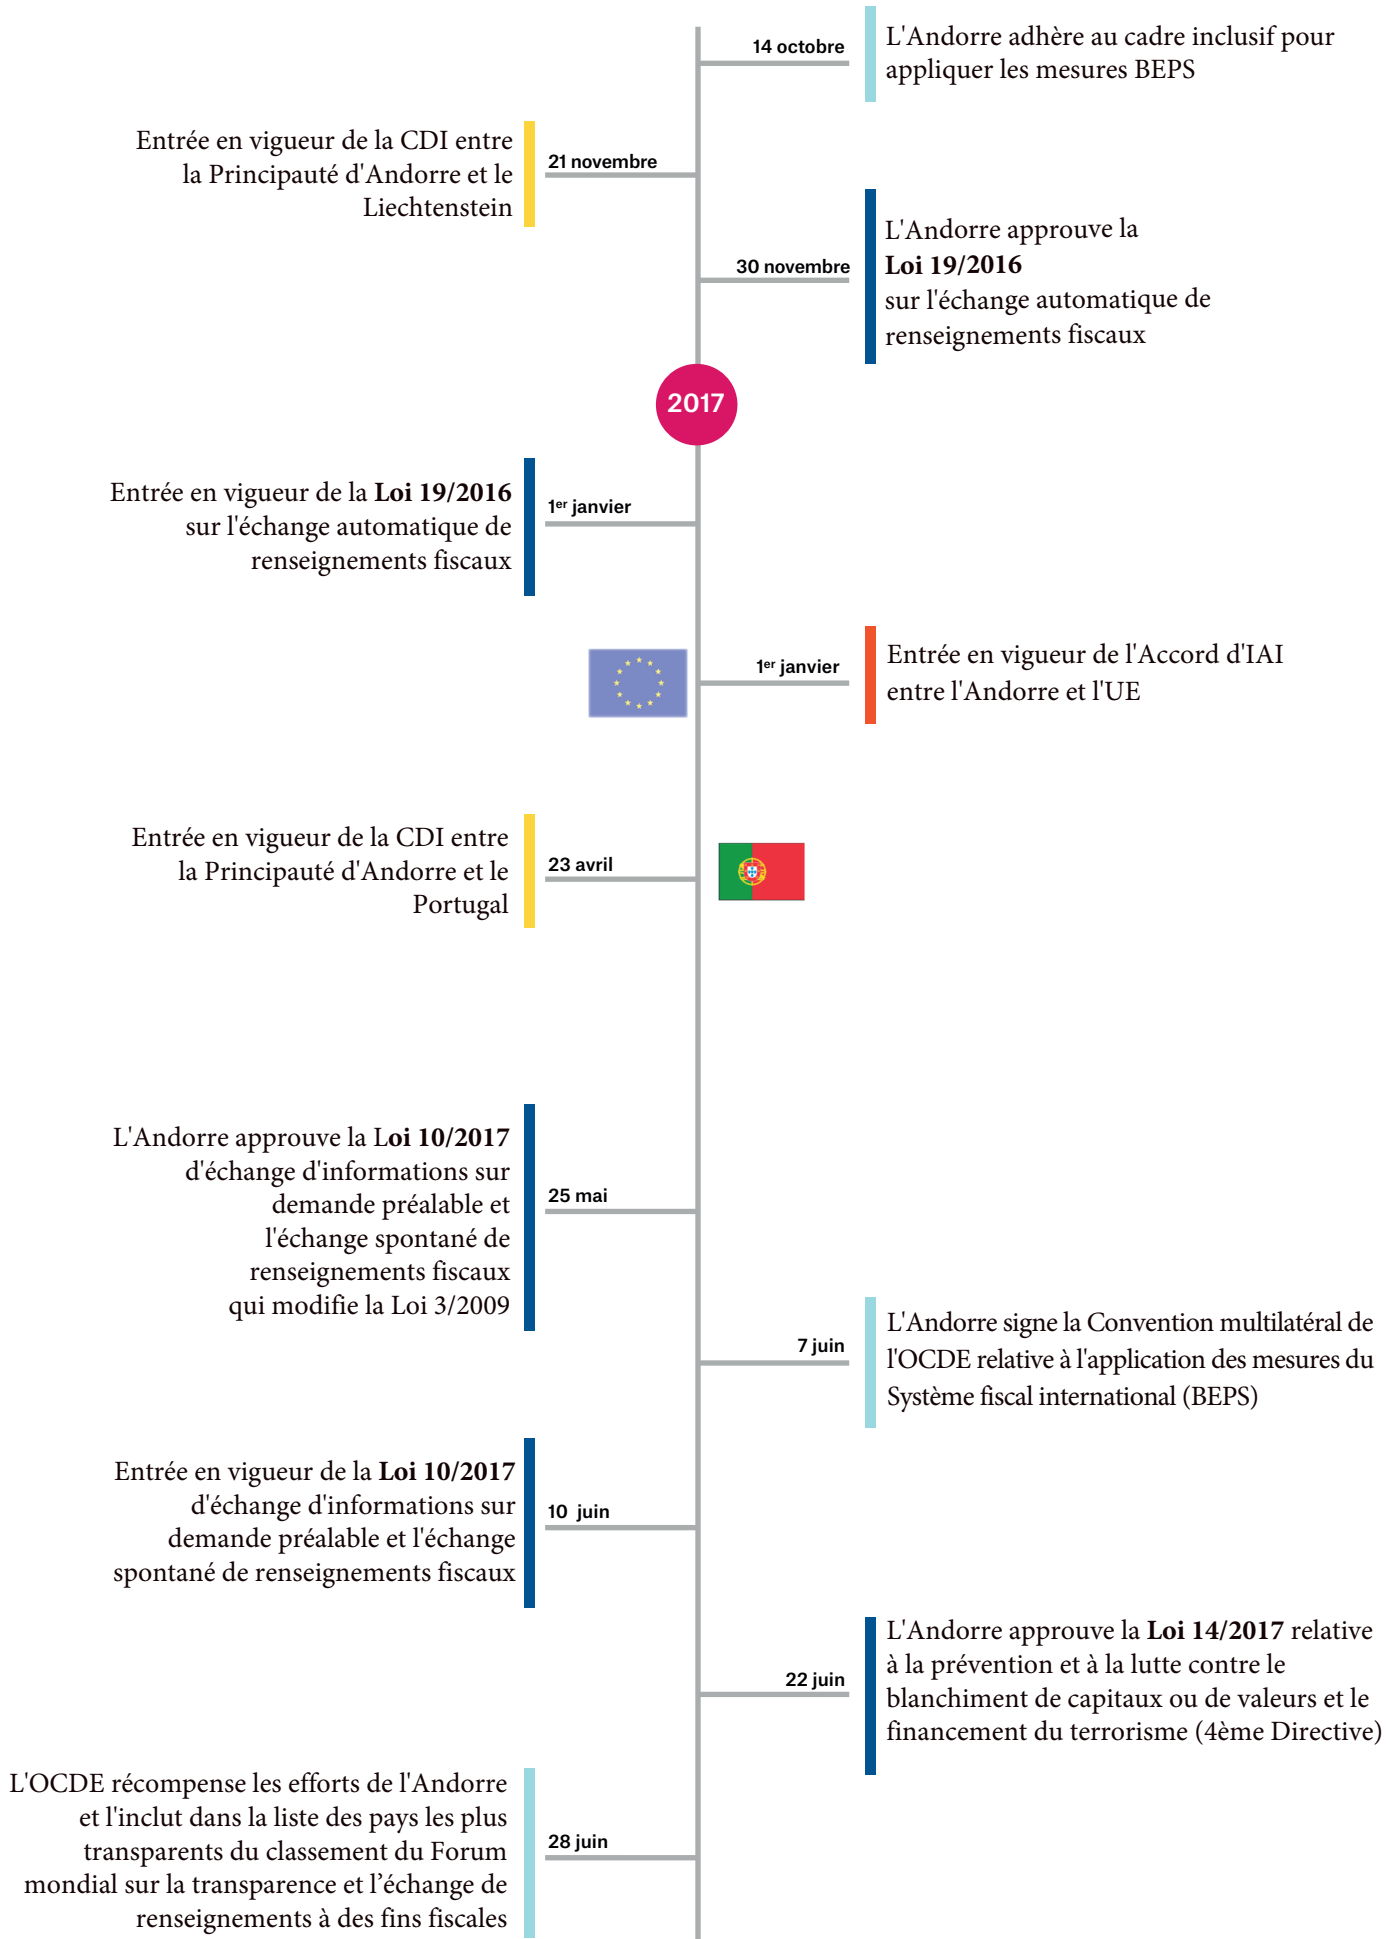 14 octobre
L'Andorre adhère au cadre inclusif pour
appliquer les mesures BEPS
Entrée en vigueur de la CDI entre
la Principauté d'Andorre et le
Liechtenstein
21 novembre
30 novembre
L'Andorre approuve la
Loi 19/2016
sur l'échange automatique de
renseignements fiscaux
2017
Entrée en vigueur de la Loi 19/2016
sur l'échange automatique de
renseignements fiscaux
1er janvier
1er janvier
Entrée en vigueur de l'Accord d'IAI
entre l'Andorre et l'UE
Entrée en vigueur de la CDI entre
la Principauté d'Andorre et le
Portugal
23 avril
L'Andorre approuve la Loi 10/2017
d'échange d'informations sur
demande préalable et
l'échange spontané de
renseignements fiscaux
qui modifie la Loi 3/2009
25 mai
7 juin
L'Andorre signe la Convention multilatéral de
l'OCDE relative à l'application des mesures du
Système fiscal international (BEPS)
Entrée en vigueur de la Loi 10/2017
d'échange d'informations sur
demande préalable et l'échange
spontané de renseignements fiscaux
10 juin
22 juin
L'Andorre approuve la Loi 14/2017 relative
à la prévention et à la lutte contre le
blanchiment de capitaux ou de valeurs et le
financement du terrorisme (4ème Directive)
L'OCDE récompense les efforts de l'Andorre
et l'inclut dans la liste des pays les plus
transparents du classement du Forum
mondial sur la transparence et l’échange de
renseignements à des fins fiscales
28 juin